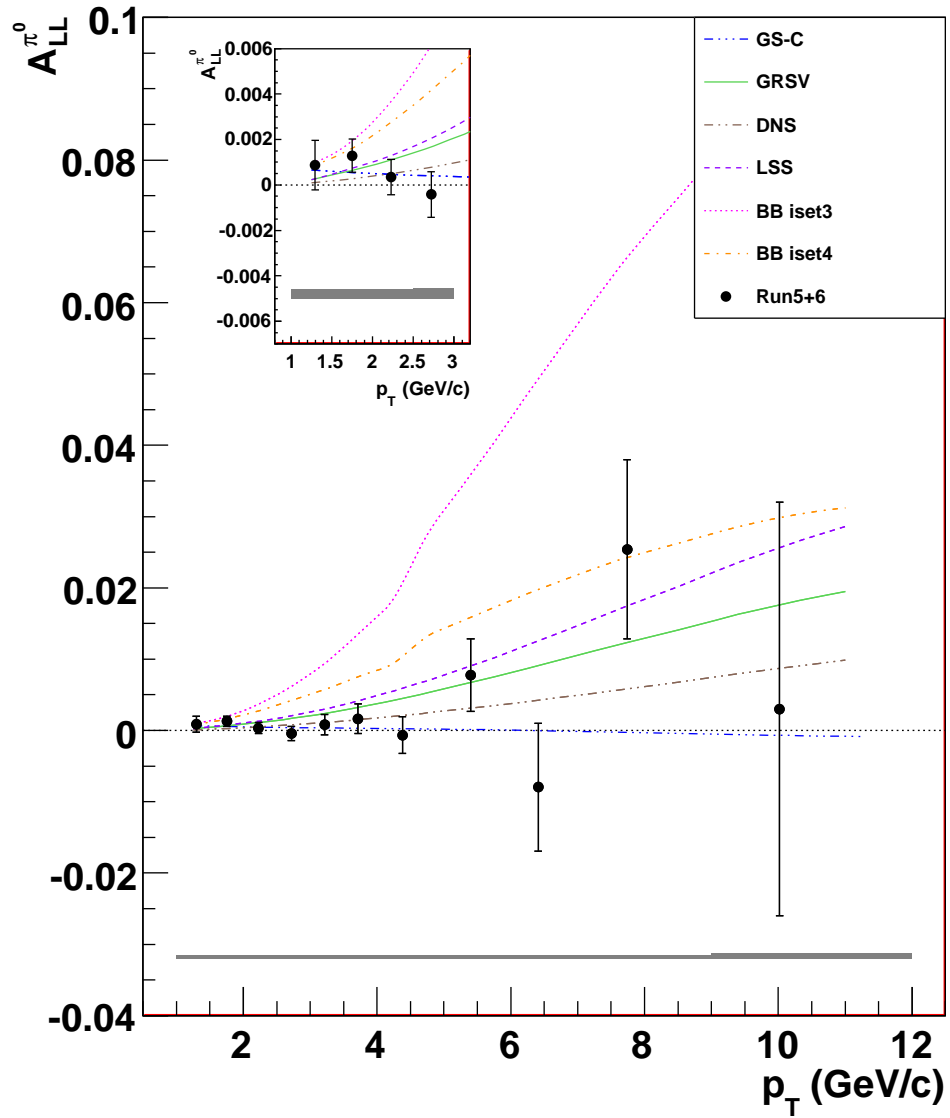 A_LL^π⁰
0.1
0.08
0.06
0.04
0.02
0
-0.02
-0.04
2
4
6
8
10
12
p_T (GeV/c)
A_LL^π⁰
0.006
0.004
0.002
0
-0.002
-0.004
-0.006
1
1.5
2
2.5
3
p_T (GeV/c)
GS-C
GRSV
DNS
LSS
BB iset3
BB iset4
Run5+6